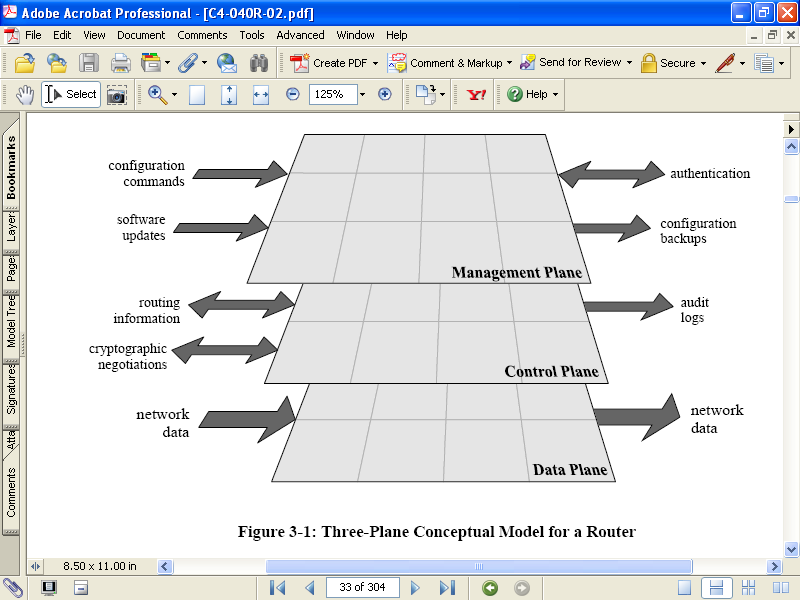 Adobe Acrobat Professional - [C4-040R-02.pdf]
File Edit View Document Comments Tools Advanced Window Help
Create PDF Comment & Markup Send for Review Secure
Select 125% Y! Help
Bookmarks
Layer
Page
Model Tree
Signatures
Atta
Comments
configuration
commands
software
updates
authentication
configuration
backups
Management Plane
routing
information
cryptographic
negotiations
audit
logs
Control Plane
network
data
network
data
Data Plane
Figure 3-1: Three-Plane Conceptual Model for a Router
8.50 x 11.00 in
33 of 304